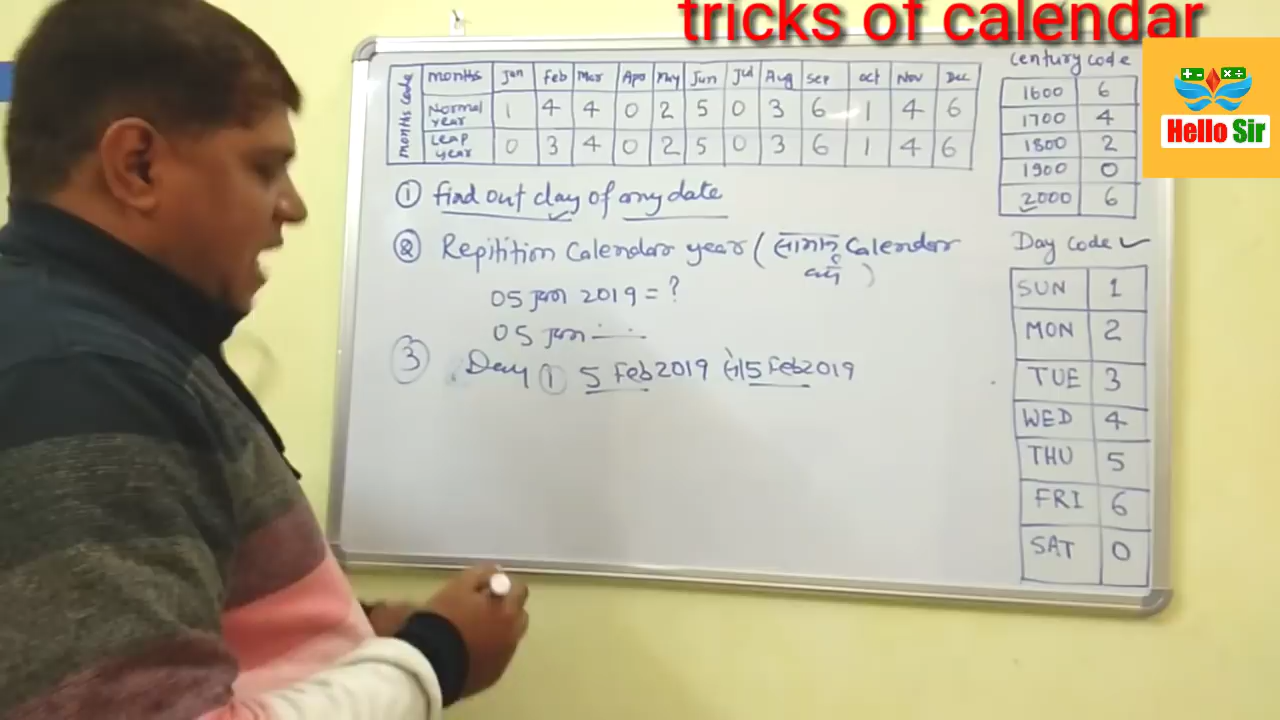 tricks of calendar
Hello Sir
months code
months Jan Feb Mar Apr May Jun Jul Aug Sep oct Nov Dec
Normal year 1 4 4 0 2 5 0 3 6 1 4 6
Leap year 0 3 4 0 2 5 0 3 6 1 4 6
Century code
1600 6
1700 4
1800 2
1900 0
2000 6
① find out day of any date
② Repitition Calendar year ( समान Calendar
वर्ष )
05 Jan 2019 = ?
05 Jan
③ Day ① 5 Feb 2019 से 15 Feb 2019
Day code
SUN 1
MON 2
TUE 3
WED 4
THU 5
FRI 6
SAT 0